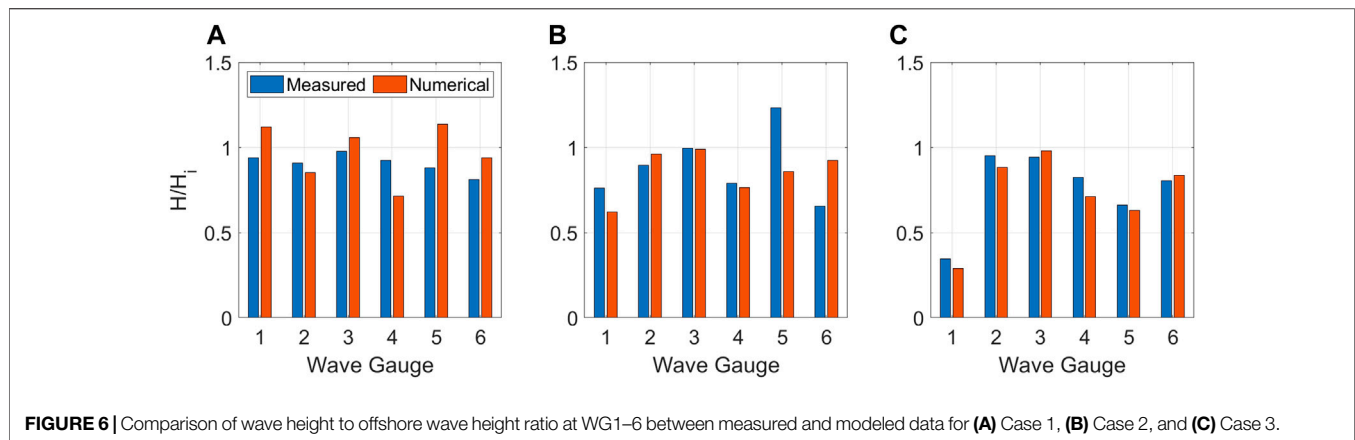 A
B
C
1.5
1
0.5
0
H/Hi
Measured
Numerical
1 2 3 4 5 6
Wave Gauge
1.5
1
0.5
0
1 2 3 4 5 6
Wave Gauge
1.5
1
0.5
0
1 2 3 4 5 6
Wave Gauge
FIGURE 6 | Comparison of wave height to offshore wave height ratio at WG1–6 between measured and modeled data for (A) Case 1, (B) Case 2, and (C) Case 3.